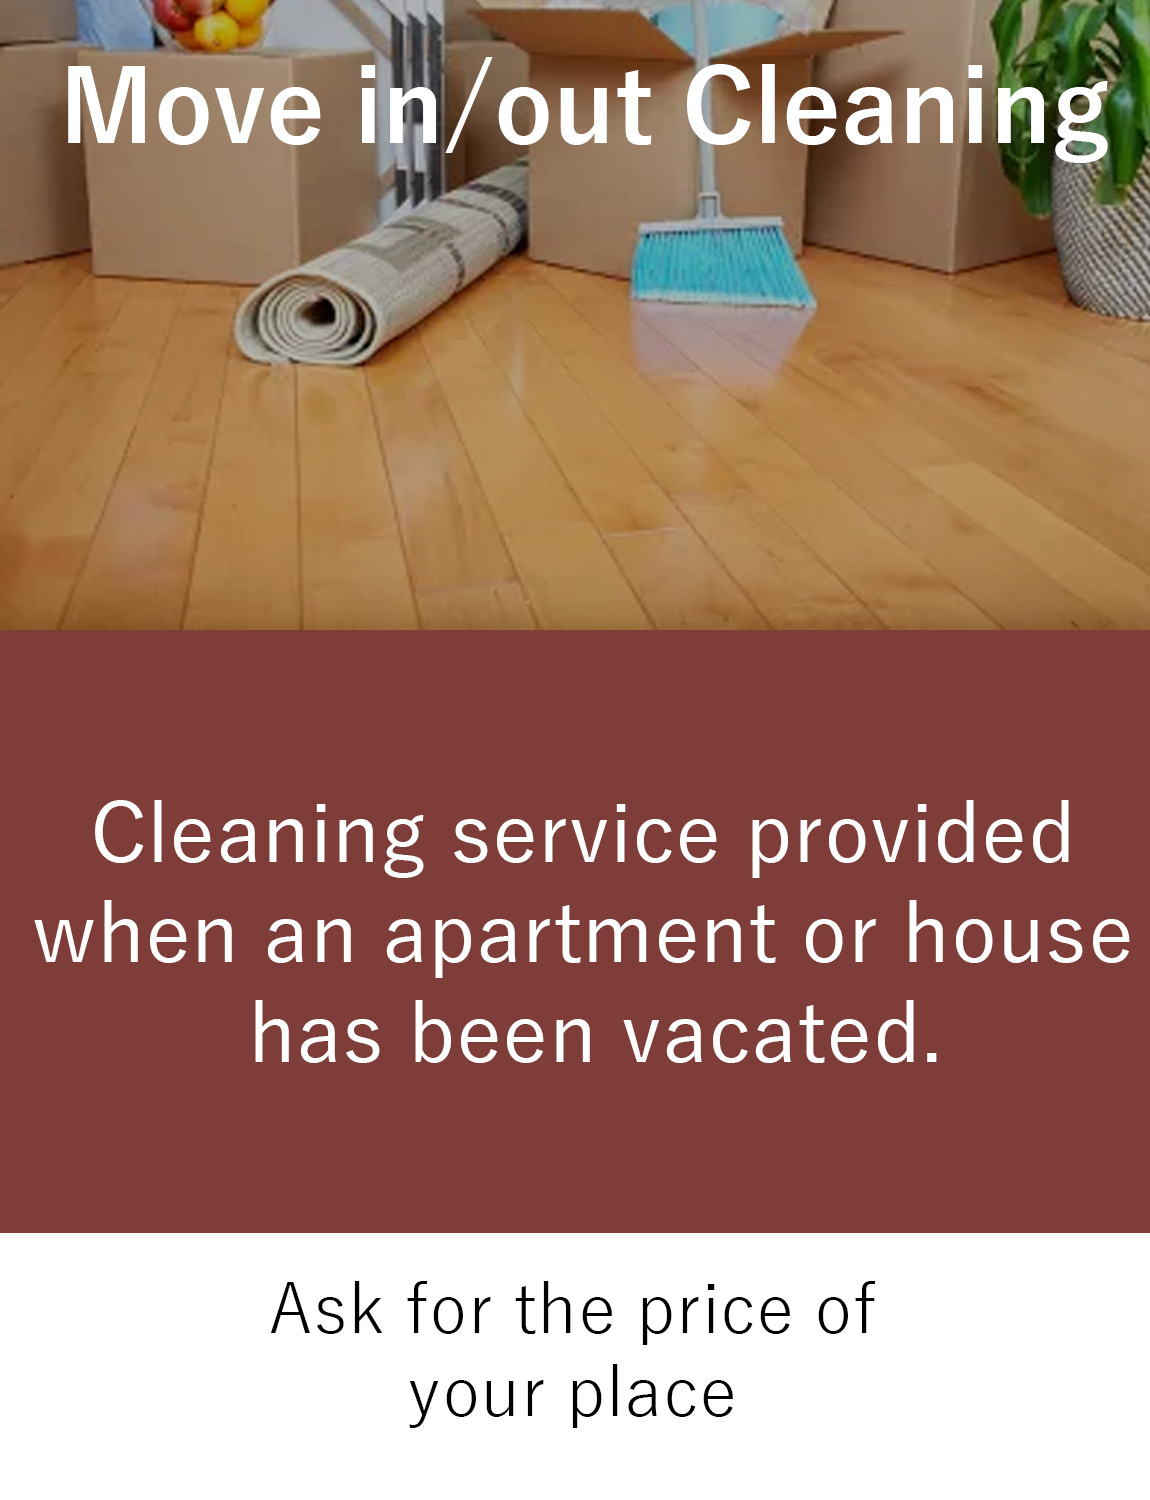 Move in/out Cleaning
Cleaning service provided
when an apartment or house
has been vacated.
Ask for the price of
your place